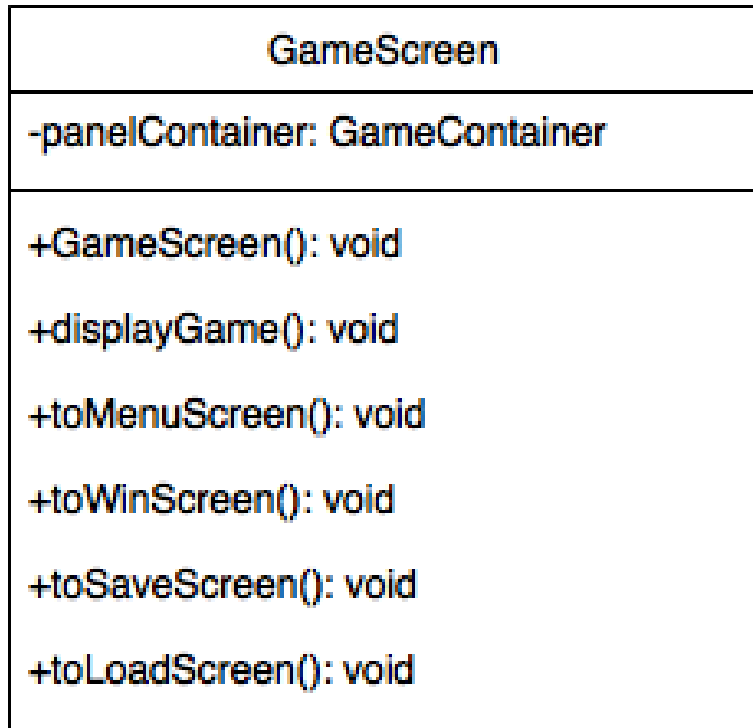 GameScreen
-panelContainer: GameContainer
+GameScreen(): void
+displayGame(): void
+toMenuScreen(): void
+toWinScreen(): void
+toSaveScreen(): void
+toLoadScreen(): void